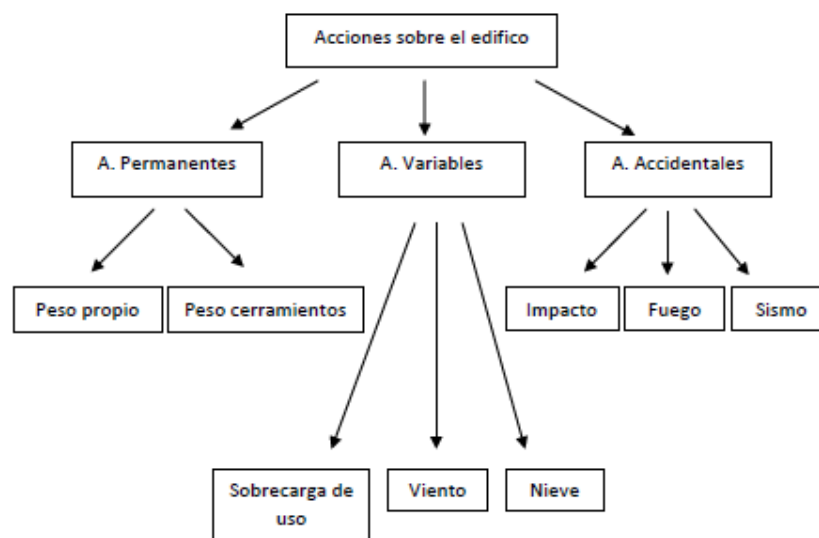 Acciones sobre el edifico
A. Permanentes
A. Variables
A. Accidentales
Peso propio
Peso cerramientos
Impacto
Fuego
Sismo
Sobrecarga de
uso
Viento
Nieve